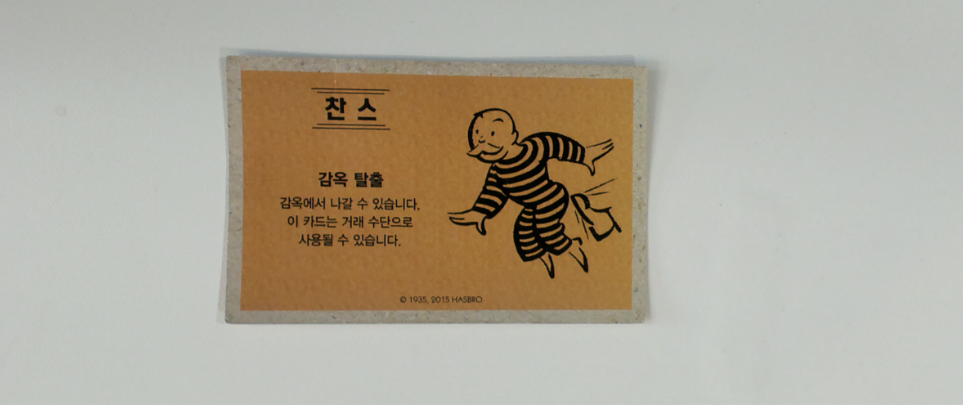 찬 스
감옥 탈출
감옥에서 나갈 수 있습니다.
이 카드는 거래 수단으로
사용될 수 있습니다.
© 1935, 2015 HASBRO